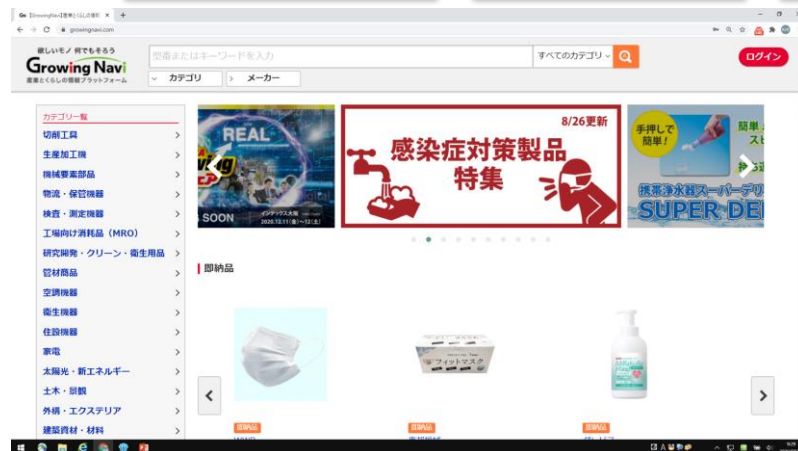 growingnavi.com
欲しいモノ 何でもそろう
Growing Navi
産業とくらしの情報プラットフォーム
型番またはキーワードを入力
すべてのカテゴリ
ログイン
カテゴリ
メーカー
カテゴリ一覧
切削工具
生産加工機
機械要素部品
物流・保管機器
検査・測定機器
工場向け消耗品（MRO）
研究開発・クリーン・衛生用品
管材商品
空調機器
衛生機器
住設機器
家電
太陽光・新エネルギー
土木・景観
外構・エクステリア
建築資材・材料
REAL
SOON
インテックス大阪
2020.12.11(金)~12(土)
8/26更新
感染症対策製品
特集
手押しで
簡単！
簡単
携帯浄水器スーパーデリ
SUPER DE
即納品
フィットマスク
即納品
即納品
即納品